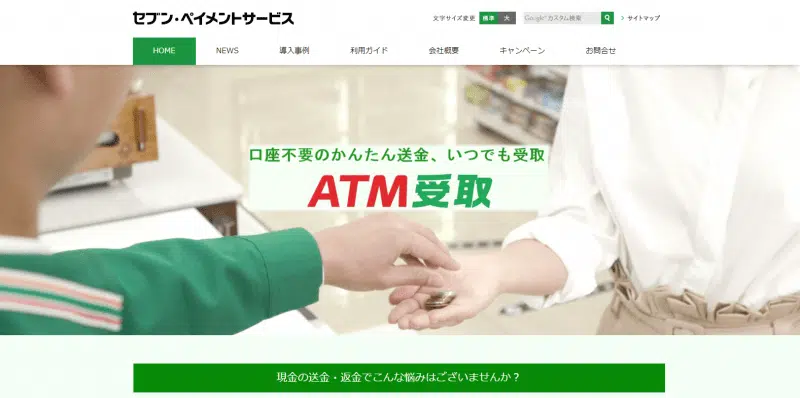 セブン・ペイメントサービス
文字サイズ変更 標準 大 Google カスタム検索 サイトマップ
HOME NEWS 導入事例 利用ガイド 会社概要 キャンペーン お問合せ
口座不要のかんたん送金、いつでも受取
ATM受取
現金の送金・返金でこんな悩みはございませんか？